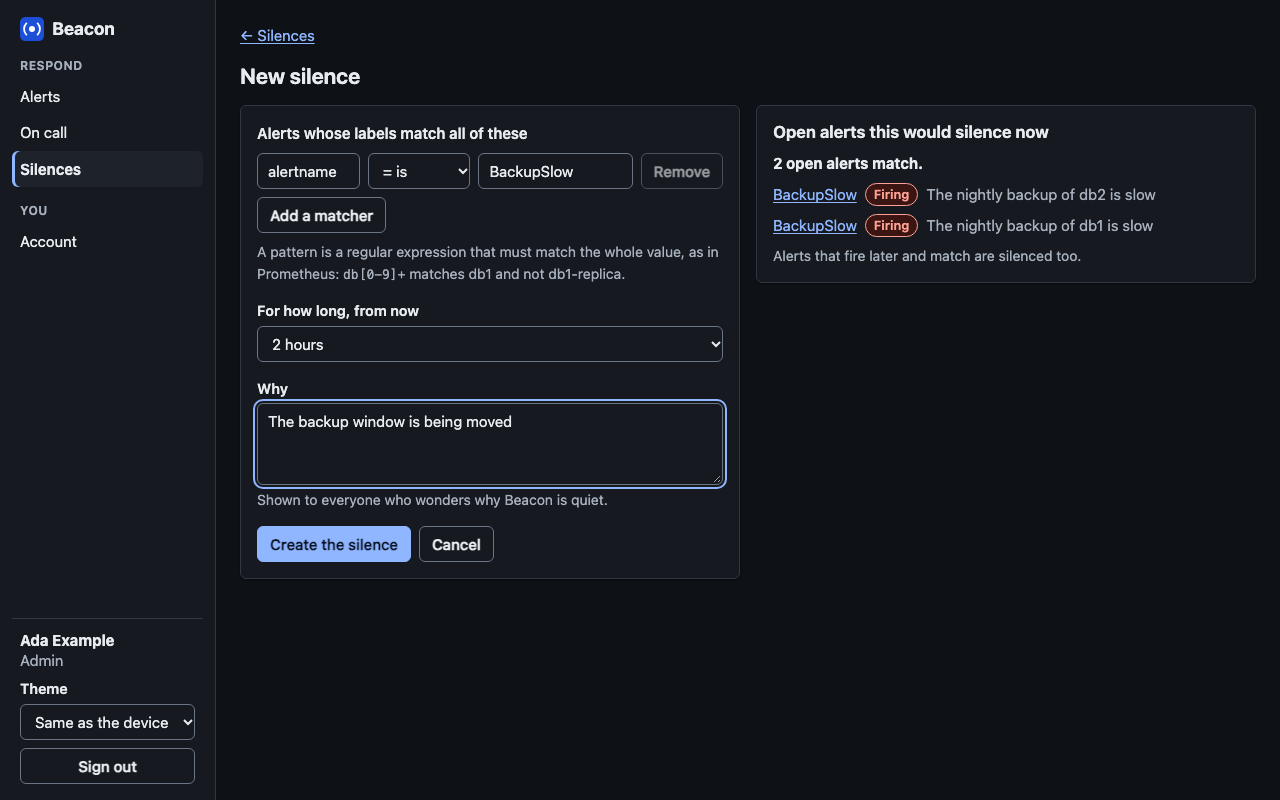 Beacon
RESPOND
Alerts
On call
Silences
YOU
Account
Ada Example
Admin
Theme
Same as the device
Sign out
← Silences
New silence
Alerts whose labels match all of these
alertname
= is
BackupSlow
Remove
Add a matcher
A pattern is a regular expression that must match the whole value, as in
Prometheus: db[0-9]+ matches db1 and not db1-replica.
For how long, from now
2 hours
Why
The backup window is being moved
Shown to everyone who wonders why Beacon is quiet.
Create the silence
Cancel
Open alerts this would silence now
2 open alerts match.
BackupSlow Firing The nightly backup of db2 is slow
BackupSlow Firing The nightly backup of db1 is slow
Alerts that fire later and match are silenced too.